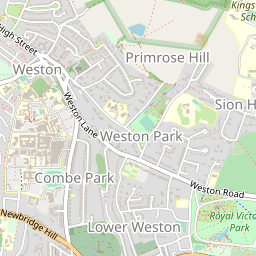 High Street
Kings
Sch
Primrose Hill
Weston
Sion H
Weston Lane
Weston Park
Combe Park
Weston Road
Newbridge Hill
Lower Weston
Royal Victo
Park